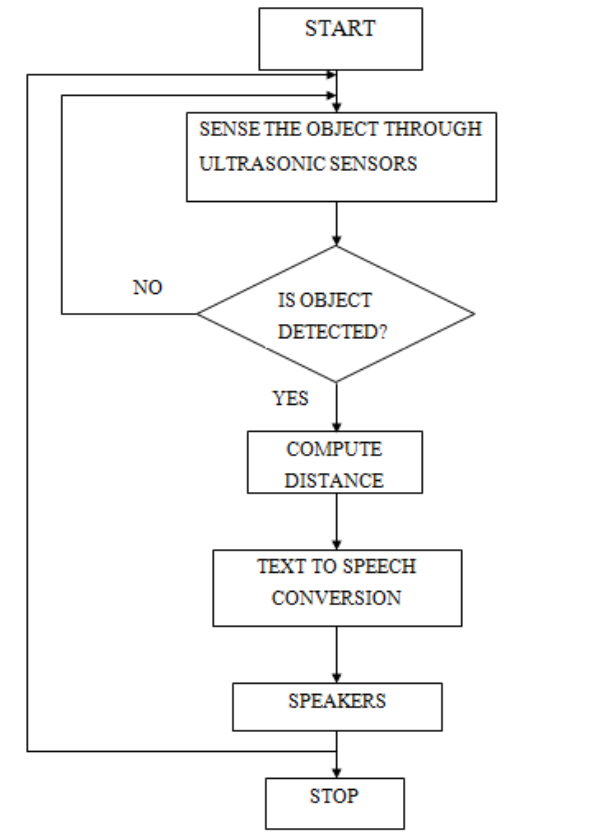 START
SENSE THE OBJECT THROUGH
ULTRASONIC SENSORS
NO
IS OBJECT
DETECTED?
YES
COMPUTE
DISTANCE
TEXT TO SPEECH
CONVERSION
SPEAKERS
STOP